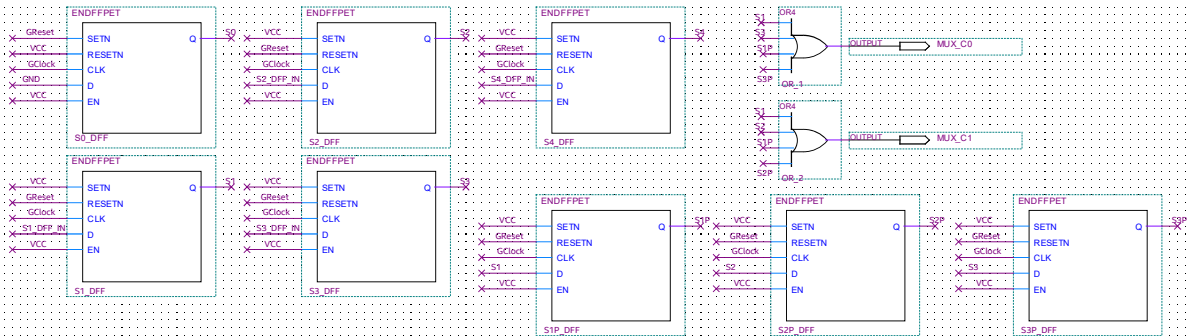 ENDFFPET
GReset
VCC
GClock
GND
VCC
SETN
RESETN
CLK
D
EN
Q
S0
S0_DFF
ENDFFPET
VCC
GReset
GClock
S2_DFP_IN
VCC
SETN
RESETN
CLK
D
EN
Q
S2
S2_DFF
ENDFFPET
VCC
GReset
GClock
S4_DFP_IN
VCC
SETN
RESETN
CLK
D
EN
Q
S4
S4_DFF
OR4
S1
S3
S1P
S3P
OR_1
OUTPUT
MUX_C0
OR4
S1
S2
S1P
S2P
OR_2
OUTPUT
MUX_C1
ENDFFPET
VCC
GReset
GClock
S1_DFP_IN
VCC
SETN
RESETN
CLK
D
EN
Q
S1
S1_DFF
ENDFFPET
VCC
GReset
GClock
S3_DFP_IN
VCC
SETN
RESETN
CLK
D
EN
Q
S3
S3_DFF
ENDFFPET
VCC
GReset
GClock
S1
VCC
SETN
RESETN
CLK
D
EN
Q
S1P
S1P_DFF
ENDFFPET
VCC
GReset
GClock
S2
VCC
SETN
RESETN
CLK
D
EN
Q
S2P
S2P_DFF
ENDFFPET
VCC
GReset
GClock
S3
VCC
SETN
RESETN
CLK
D
EN
Q
S3P
S3P_DFF